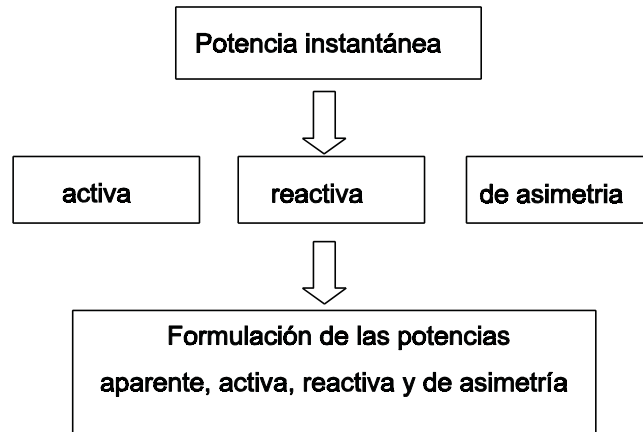 Potencia instantánea
activa
reactiva
de asimetria
Formulación de las potencias
aparente, activa, reactiva y de asimetría